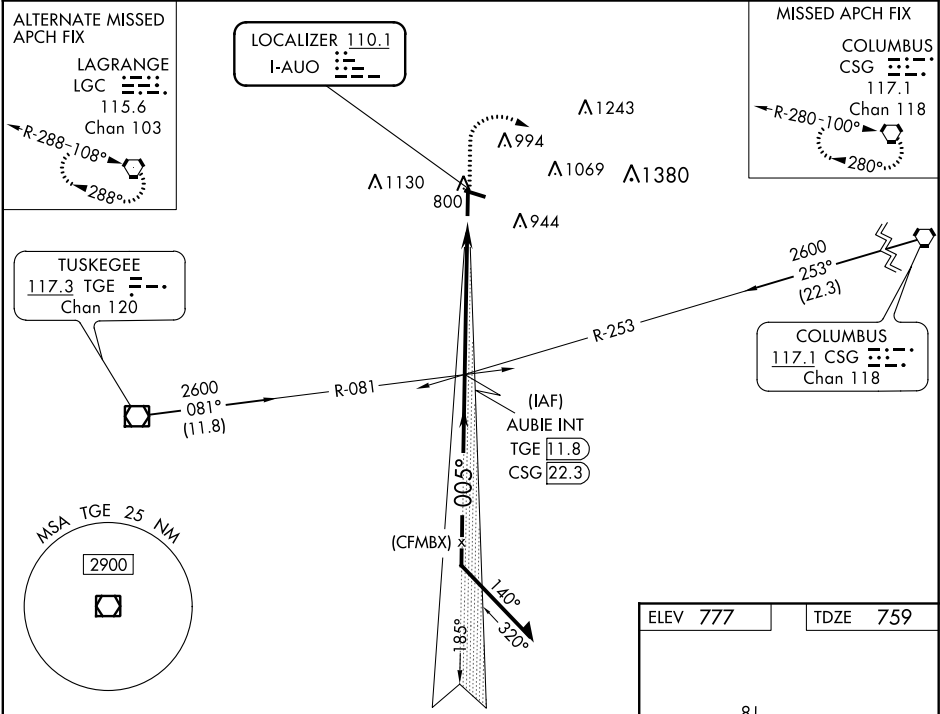 ALTERNATE MISSED
APCH FIX
LAGRANGE
LGC
115.6
Chan 103
R-288-108°
288°
LOCALIZER 110.1
I-AUO
MISSED APCH FIX
COLUMBUS
CSG
117.1
Chan 118
R-280-100°
280°
1243
994
1130
800
1069
1380
944
TUSKEGEE
117.3 TGE
Chan 120
2600
253°
(22.3)
R-253
COLUMBUS
117.1 CSG
Chan 118
2600
081°
(11.8)
R-081
(IAF)
AUBIE INT
TGE 11.8
CSG 22.3
005°
(CFMBX) x
140°
320°
185°
MSA TGE 25 NM
2900
ELEV 777
TDZE 759